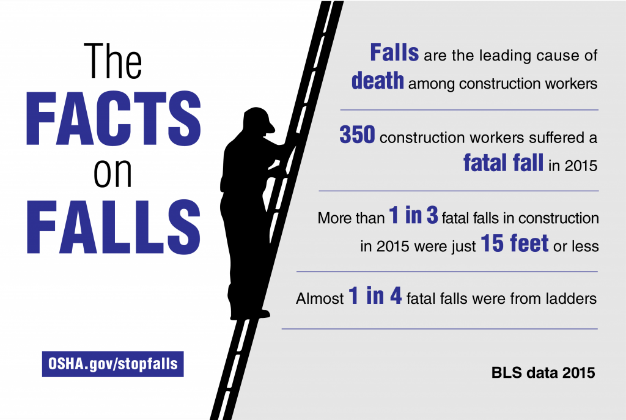 The
FACTS
on
FALLS
OSHA.gov/stopfalls
Falls are the leading cause of
death among construction workers
350 construction workers suffered a
fatal fall in 2015
More than 1 in 3 fatal falls in construction
in 2015 were just 15 feet or less
Almost 1 in 4 fatal falls were from ladders
BLS data 2015